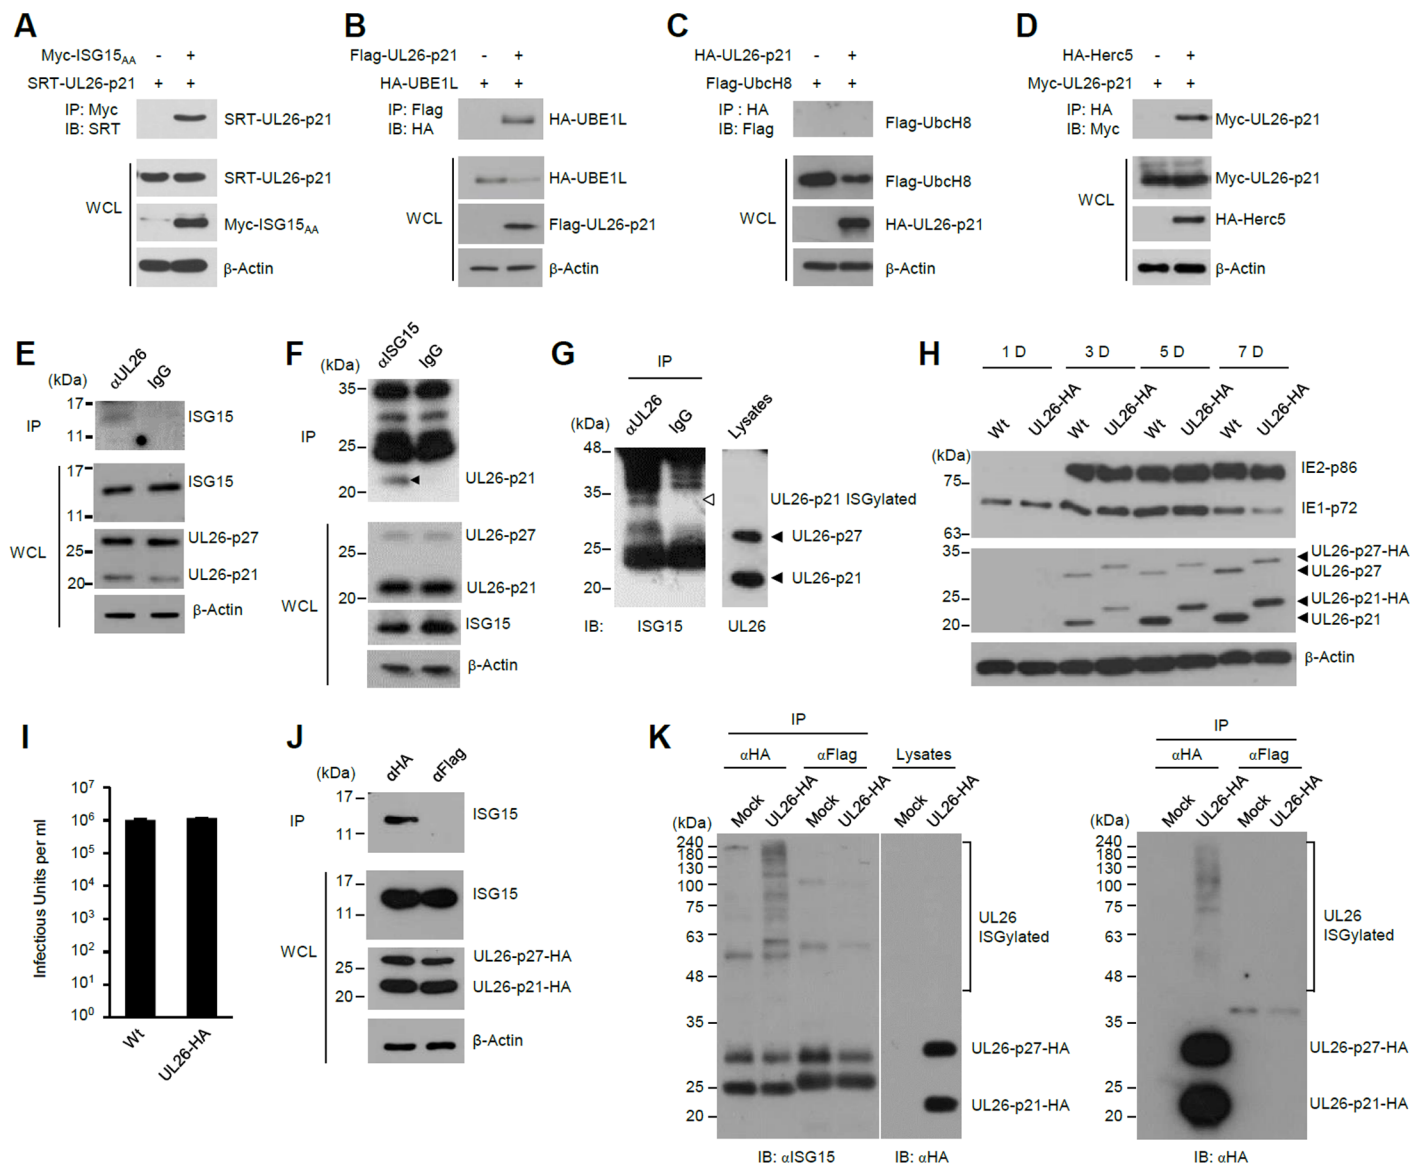 A
Myc-ISG15AA - +
SRT-UL26-p21 + +
IP: Myc
IB: SRT
SRT-UL26-p21
WCL
SRT-UL26-p21
Myc-ISG15AA
β-Actin
B
Flag-UL26-p21 - +
HA-UBE1L + +
IP: Flag
IB: HA
HA-UBE1L
WCL
HA-UBE1L
Flag-UL26-p21
β-Actin
C
HA-UL26-p21 - +
Flag-UbcH8 + +
IP : HA
IB: Flag
Flag-UbcH8
WCL
Flag-UbcH8
HA-UL26-p21
β-Actin
D
HA-Herc5 - +
Myc-UL26-p21 + +
IP: HA
IB: Myc
Myc-UL26-p21
WCL
Myc-UL26-p21
HA-Herc5
β-Actin
E
(kDa) αUL26 IgG
IP
17
11
ISG15
WCL
17
11
ISG15
25
20
UL26-p27
UL26-p21
β-Actin
F
(kDa) αISG15 IgG
IP
35
25
20
UL26-p21
WCL
25
20
UL26-p27
UL26-p21
ISG15
β-Actin
G
IP
(kDa) αUL26 IgG Lysates
48
35
25
20
UL26-p21 ISGylated
UL26-p27
UL26-p21
IB: ISG15 UL26
H
1 D 3 D 5 D 7 D
Wt UL26-HA Wt UL26-HA Wt UL26-HA Wt UL26-HA
(kDa)
75
63
IE2-p86
IE1-p72
35
25
20
UL26-p27-HA
UL26-p27
UL26-p21-HA
UL26-p21
β-Actin
I
Infectious Units per ml
10⁷
10⁶
10⁵
10⁴
10³
10²
10¹
10⁰
Wt UL26-HA
J
(kDa) αHA αFlag
IP
17
11
ISG15
WCL
17
11
ISG15
25
20
UL26-p27-HA
UL26-p21-HA
β-Actin
K
IP
αHA αFlag Lysates
Mock UL26-HA Mock UL26-HA Mock UL26-HA
(kDa)
240
180
130
100
75
63
48
35
25
20
UL26
ISGylated
UL26-p27-HA
UL26-p21-HA
IB: αISG15 IB: αHA
IP
αHA αFlag
Mock UL26-HA Mock UL26-HA
(kDa)
240
180
130
100
75
63
48
35
25
20
UL26
ISGylated
UL26-p27-HA
UL26-p21-HA
IB: αHA